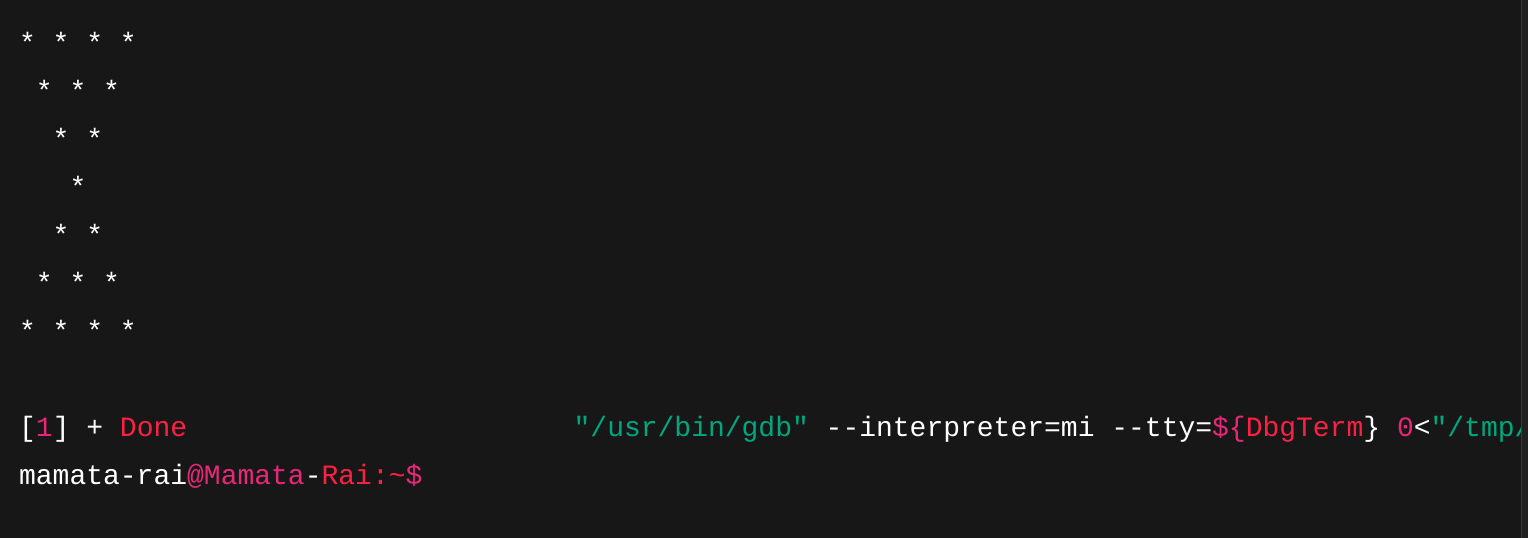 * * * *
 * * *
  * *
   *
  * *
 * * *
* * * *
[1] + Done                       "/usr/bin/gdb" --interpreter=mi --tty=${DbgTerm} 0<"/tmp/
mamata-rai@Mamata-Rai:~$